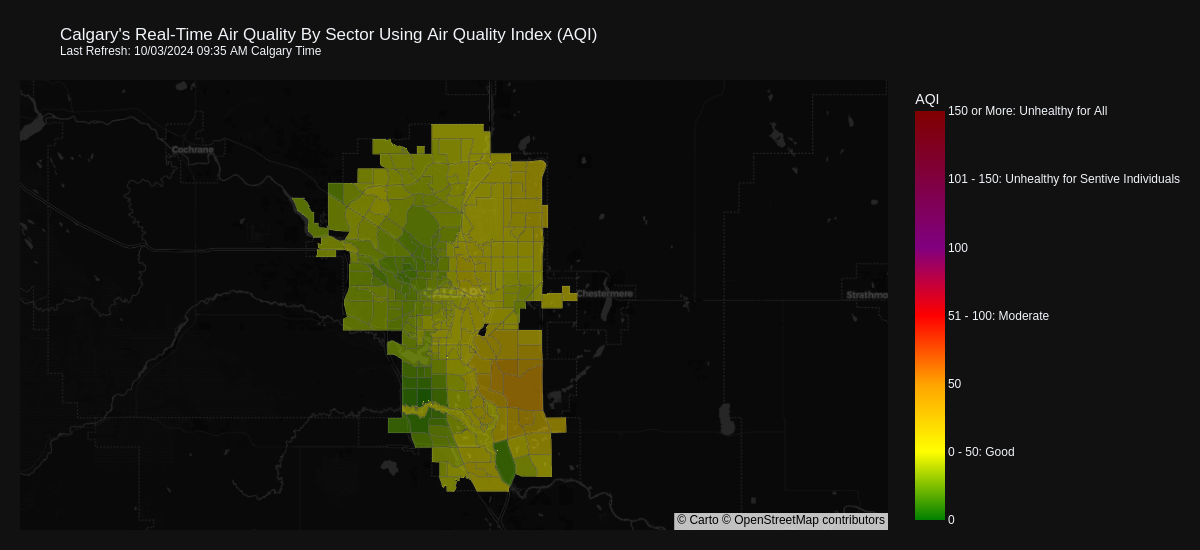 Calgary's Real-Time Air Quality By Sector Using Air Quality Index (AQI)
Last Refresh: 10/03/2024 09:35 AM Calgary Time
AQI
150 or More: Unhealthy for All
Cochrane
101 - 150: Unhealthy for Sentive Individuals
100
CALGARY
Chestermere
Strathmo
51 - 100: Moderate
50
0 - 50: Good
0
© Carto © OpenStreetMap contributors